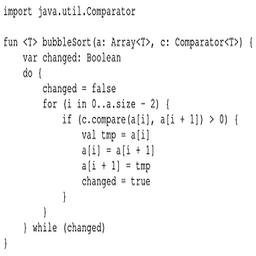 import java.util.Comparator

fun <T> bubbleSort(a: Array<T>, c: Comparator<T>) {
    var changed: Boolean
    do {
        changed = false
        for (i in 0..a.size - 2) {
            if (c.compare(a[i], a[i + 1]) > 0) {
                val tmp = a[i]
                a[i] = a[i + 1]
                a[i + 1] = tmp
                changed = true
            }
        }
    } while (changed)
}